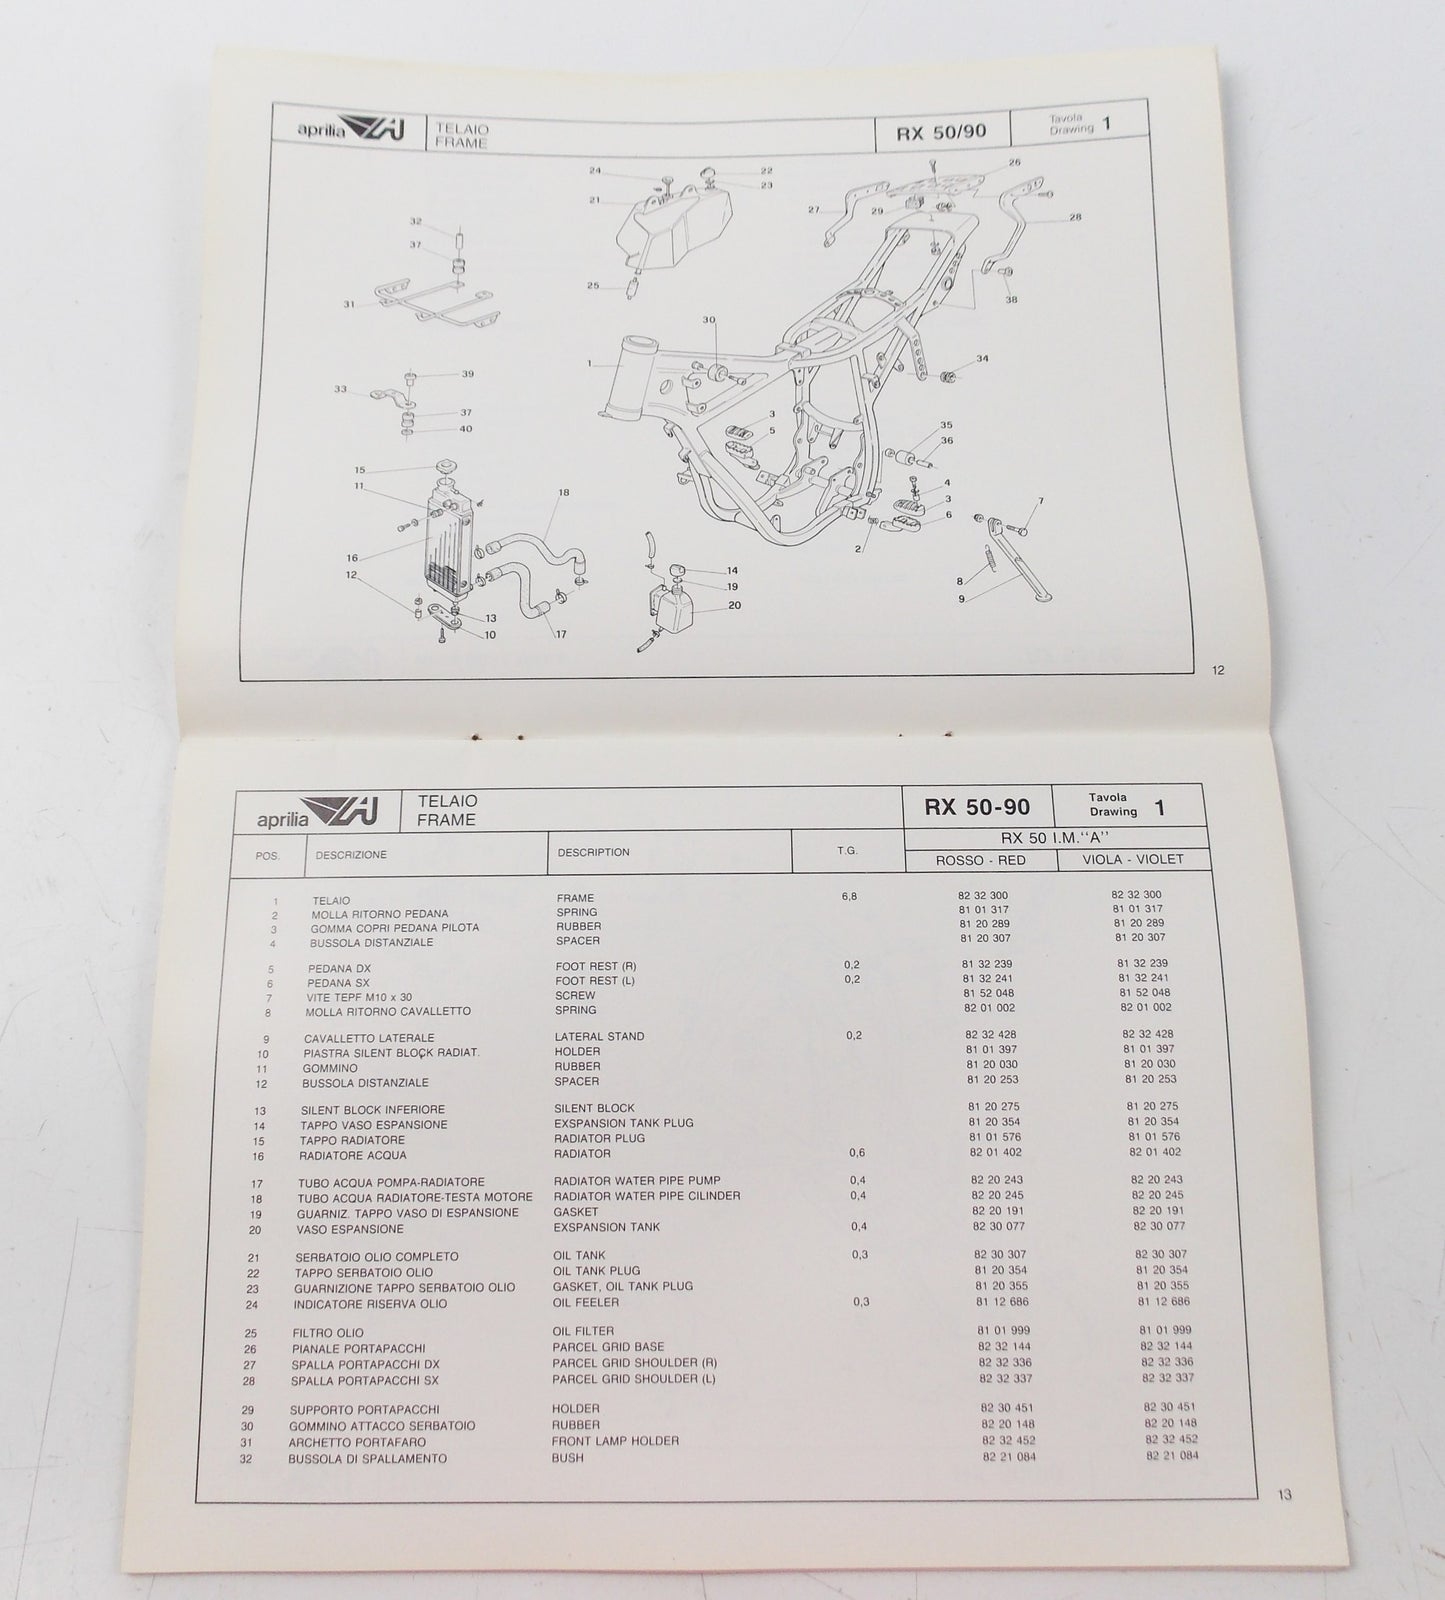 aprilia
TELAIO
FRAME
RX 50/90
Tavola
Drawing 1
24
22
23
26
21
27
29
28
32
37
25
31
38
30
1
34
39
33
37
40
3
5
35
36
15
11
18
4
3
6
7
2
16
12
14
19
20
8
9
13
10
17
12
aprilia
TELAIO
FRAME
RX 50-90
Tavola
Drawing 1
RX 50 I.M."A"
POS. DESCRIZIONE DESCRIPTION T.G. ROSSO - RED VIOLA - VIOLET
1 TELAIO FRAME 6,8 82 32 300 82 32 300
2 MOLLA RITORNO PEDANA SPRING 81 01 317 81 01 317
3 GOMMA COPRI PEDANA PILOTA RUBBER 81 20 289 81 20 289
4 BUSSOLA DISTANZIALE SPACER 81 20 307 81 20 307
5 PEDANA DX FOOT REST (R) 0,2 81 32 239 81 32 239
6 PEDANA SX FOOT REST (L) 0,2 81 32 241 81 32 241
7 VITE TEPF M10 x 30 SCREW 81 52 048 81 52 048
8 MOLLA RITORNO CAVALLETTO SPRING 82 01 002 82 01 002
9 CAVALLETTO LATERALE LATERAL STAND 0,2 82 32 428 82 32 428
10 PIASTRA SILENT BLOCK RADIAT. HOLDER 81 01 397 81 01 397
11 GOMMINO RUBBER 81 20 030 81 20 030
12 BUSSOLA DISTANZIALE SPACER 81 20 253 81 20 253
13 SILENT BLOCK INFERIORE SILENT BLOCK 81 20 275 81 20 275
14 TAPPO VASO ESPANSIONE EXSPANSION TANK PLUG 81 20 354 81 20 354
15 TAPPO RADIATORE RADIATOR PLUG 81 01 576 81 01 576
16 RADIATORE ACQUA RADIATOR 0,6 82 01 402 82 01 402
17 TUBO ACQUA POMPA-RADIATORE RADIATOR WATER PIPE PUMP 0,4 82 20 243 82 20 243
18 TUBO ACQUA RADIATORE-TESTA MOTORE RADIATOR WATER PIPE CILINDER 0,4 82 20 245 82 20 245
19 GUARNIZ. TAPPO VASO DI ESPANSIONE GASKET 82 20 191 82 20 191
20 VASO ESPANSIONE EXSPANSION TANK 0,4 82 30 077 82 30 077
21 SERBATOIO OLIO COMPLETO OIL TANK 0,3 82 30 307 82 30 307
22 TAPPO SERBATOIO OLIO OIL TANK PLUG 81 20 354 81 20 354
23 GUARNIZIONE TAPPO SERBATOIO OLIO GASKET, OIL TANK PLUG 81 20 355 81 20 355
24 INDICATORE RISERVA OLIO OIL FEELER 0,3 81 12 686 81 12 686
25 FILTRO OLIO OIL FILTER 81 01 999 81 01 999
26 PIANALE PORTAPACCHI PARCEL GRID BASE 82 32 144 82 32 144
27 SPALLA PORTAPACCHI DX PARCEL GRID SHOULDER (R) 82 32 336 82 32 336
28 SPALLA PORTAPACCHI SX PARCEL GRID SHOULDER (L) 82 32 337 82 32 337
29 SUPPORTO PORTAPACCHI HOLDER 82 30 451 82 30 451
30 GOMMINO ATTACCO SERBATOIO RUBBER 82 20 148 82 20 148
31 ARCHETTO PORTAFARO FRONT LAMP HOLDER 82 32 452 82 32 452
32 BUSSOLA DI SPALLAMENTO BUSH 82 21 084 82 21 084
13